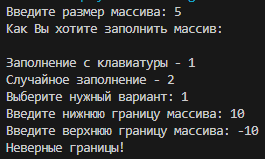 Введите размер массива: 5
Как Вы хотите заполнить массив:
Заполнение с клавиатуры - 1
Случайное заполнение - 2
Выберите нужный вариант: 1
Введите нижнюю границу массива: 10
Введите верхнюю границу массива: -10
Неверные границы!